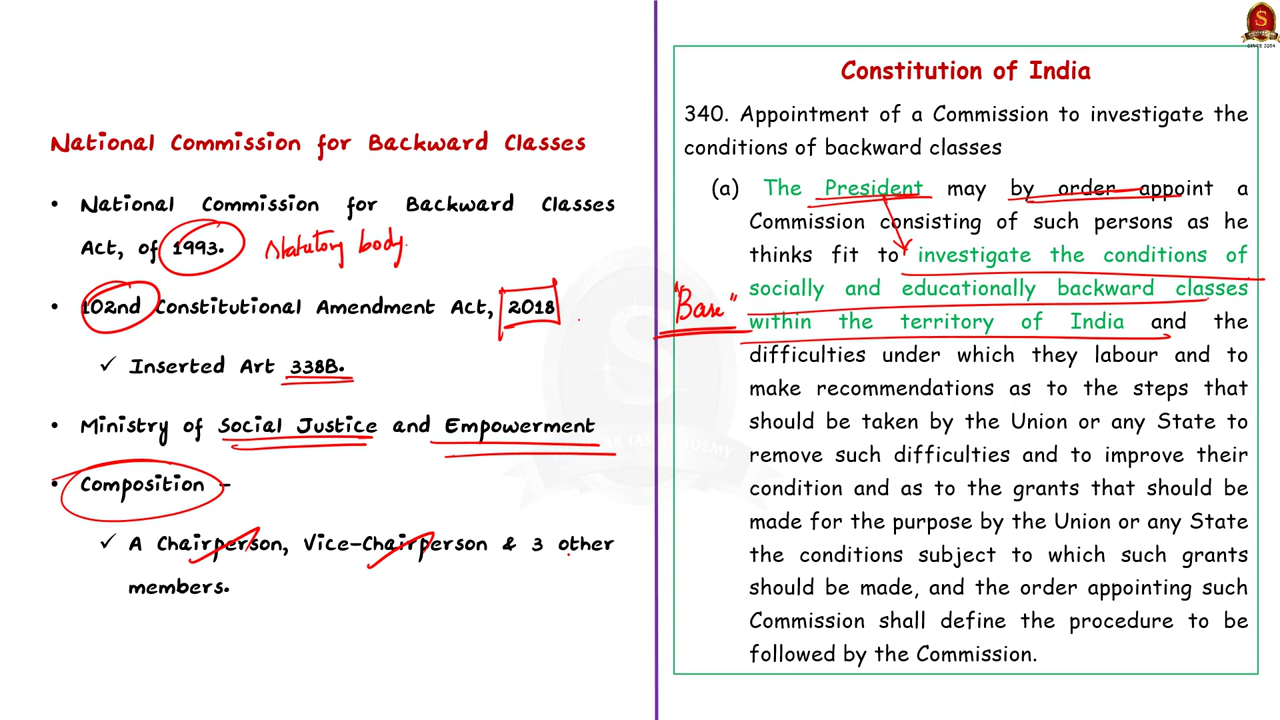 National Commission for Backward Classes
• National Commission for Backward Classes
Act, of 1993. Statutory body
• 102nd Constitutional Amendment Act, 2018
✓ Inserted Art 338B.
• Ministry of Social Justice and Empowerment
• Composition -
✓ A Chairperson, Vice-Chairperson & 3 other
members.
S
SINCE 2004
Constitution of India
340. Appointment of a Commission to investigate the
conditions of backward classes
(a) The President may by order appoint a
Commission consisting of such persons as he
thinks fit to investigate the conditions of
socially and educationally backward classes
"Base"
within the territory of India and the
difficulties under which they labour and to
make recommendations as to the steps that
should be taken by the Union or any State to
remove such difficulties and to improve their
condition and as to the grants that should be
made for the purpose by the Union or any State
the conditions subject to which such grants
should be made, and the order appointing such
Commission shall define the procedure to be
followed by the Commission.